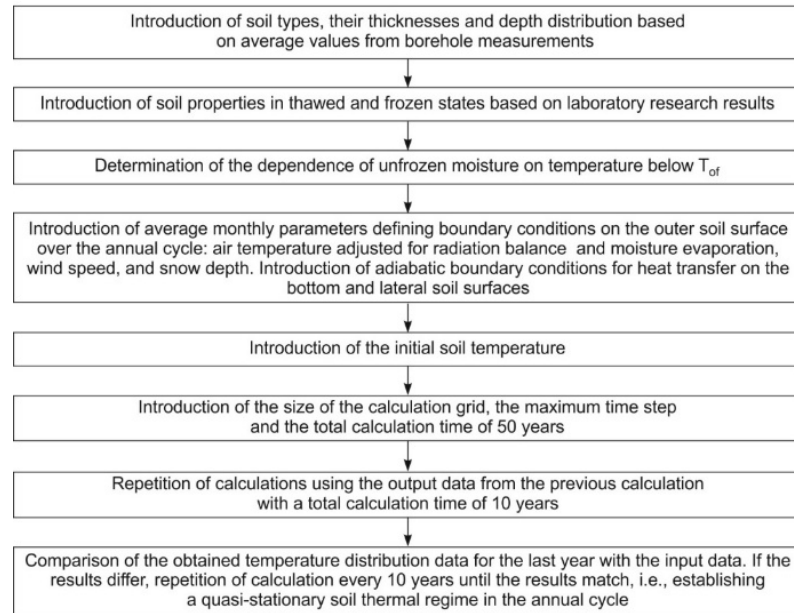 Introduction of soil types, their thicknesses and depth distribution based
on average values from borehole measurements
Introduction of soil properties in thawed and frozen states based on laboratory research results
Determination of the dependence of unfrozen moisture on temperature below Tof
Introduction of average monthly parameters defining boundary conditions on the outer soil surface
over the annual cycle: air temperature adjusted for radiation balance and moisture evaporation,
wind speed, and snow depth. Introduction of adiabatic boundary conditions for heat transfer on the
bottom and lateral soil surfaces
Introduction of the initial soil temperature
Introduction of the size of the calculation grid, the maximum time step
and the total calculation time of 50 years
Repetition of calculations using the output data from the previous calculation
with a total calculation time of 10 years
Comparison of the obtained temperature distribution data for the last year with the input data. If the
results differ, repetition of calculation every 10 years until the results match, i.e., establishing
a quasi-stationary soil thermal regime in the annual cycle